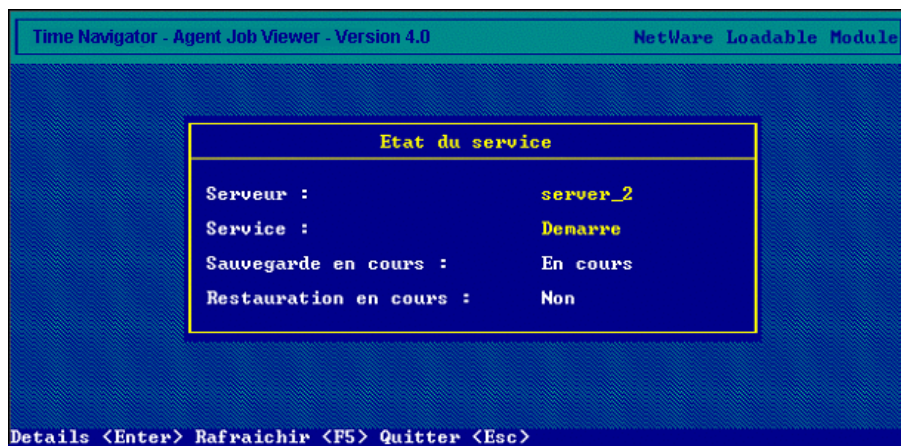 Time Navigator - Agent Job Viewer - Version 4.0 NetWare Loadable Module
Etat du service
Serveur : server_2
Service : Demarre
Sauvegarde en cours : En cours
Restauration en cours : Non
Details <Enter> Rafraichir <F5> Quitter <Esc>